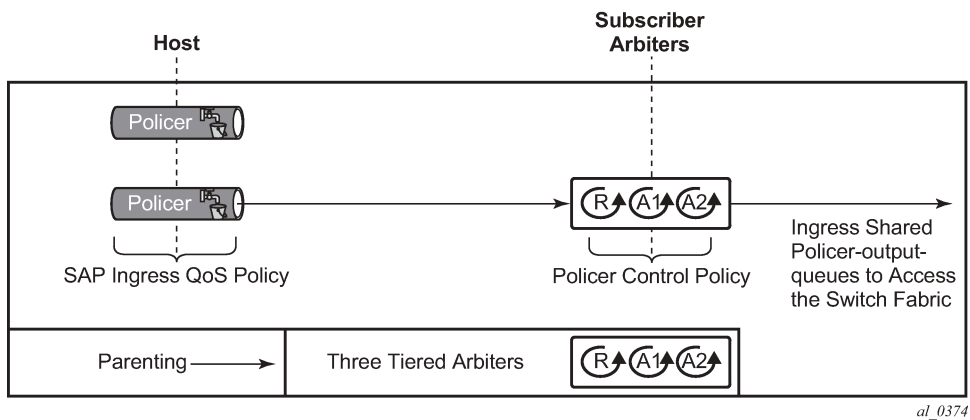 Host
Subscriber
Arbiters
Policer
Policer
R A1 A2
SAP Ingress QoS Policy
Policer Control Policy
Ingress Shared
Policer-output-
queues to Access
the Switch Fabric
Parenting
Three Tiered Arbiters
R A1 A2
al_0374